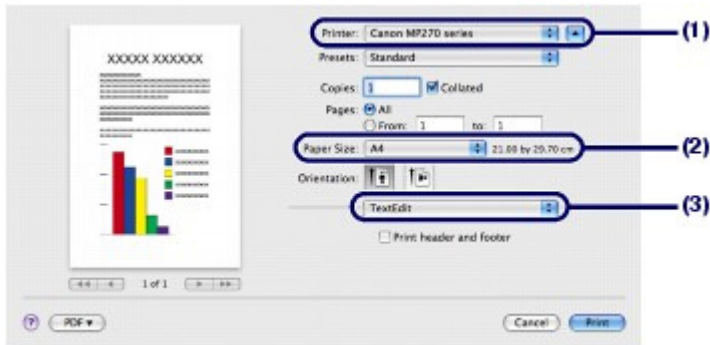 Printer: Canon MP270 series (1)
XXXXX XXXXXX
Presets: Standard
Copies: 1 Collated
Pages: All
From: 1 to: 1
Paper Size: A4 21.00 by 29.70 cm (2)
Orientation:
TextEdit (3)
Print header and footer
1 of 1
? PDF Cancel Print